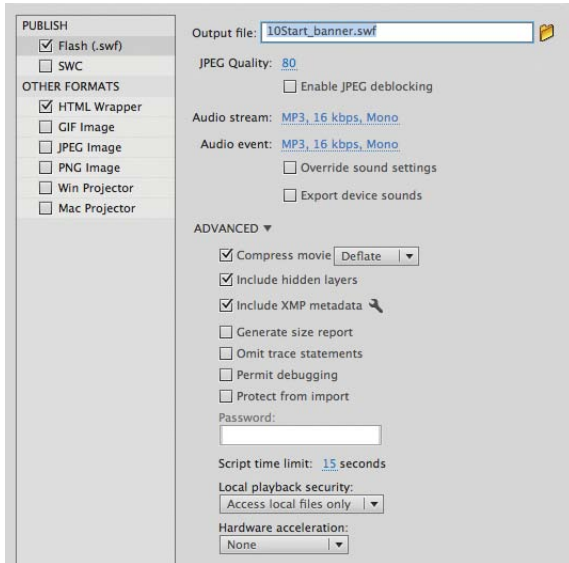 PUBLISH
Flash (.swf)
SWC
OTHER FORMATS
HTML Wrapper
GIF Image
JPEG Image
PNG Image
Win Projector
Mac Projector
Output file: 10Start_banner.swf
JPEG Quality: 80
Enable JPEG deblocking
Audio stream: MP3, 16 kbps, Mono
Audio event: MP3, 16 kbps, Mono
Override sound settings
Export device sounds
ADVANCED
Compress movie Deflate
Include hidden layers
Include XMP metadata
Generate size report
Omit trace statements
Permit debugging
Protect from import
Password:
Script time limit: 15 seconds
Local playback security:
Access local files only
Hardware acceleration:
None